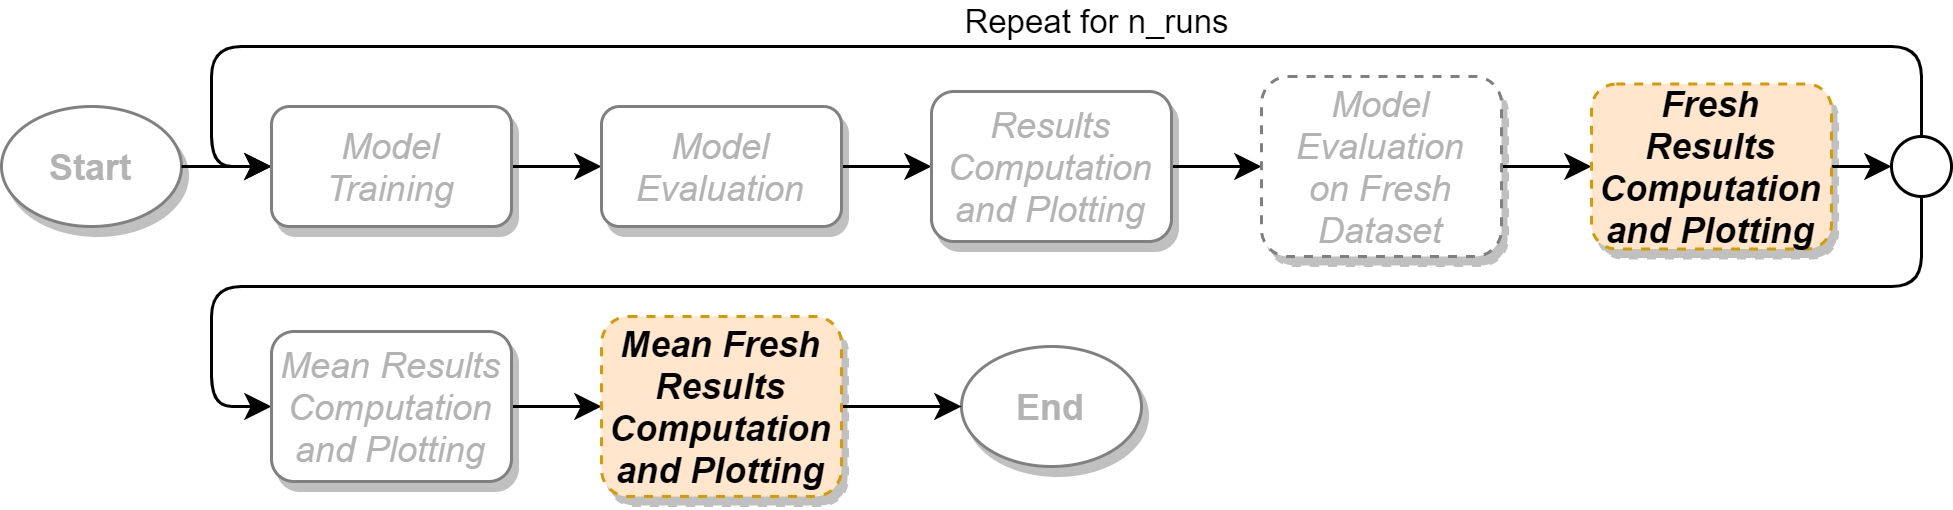 Repeat for n_runs
Start
Model
Training
Model
Evaluation
Results
Computation
and Plotting
Model
Evaluation
on Fresh
Dataset
Fresh
Results
Computation
and Plotting
Mean Results
Computation
and Plotting
Mean Fresh
Results
Computation
and Plotting
End